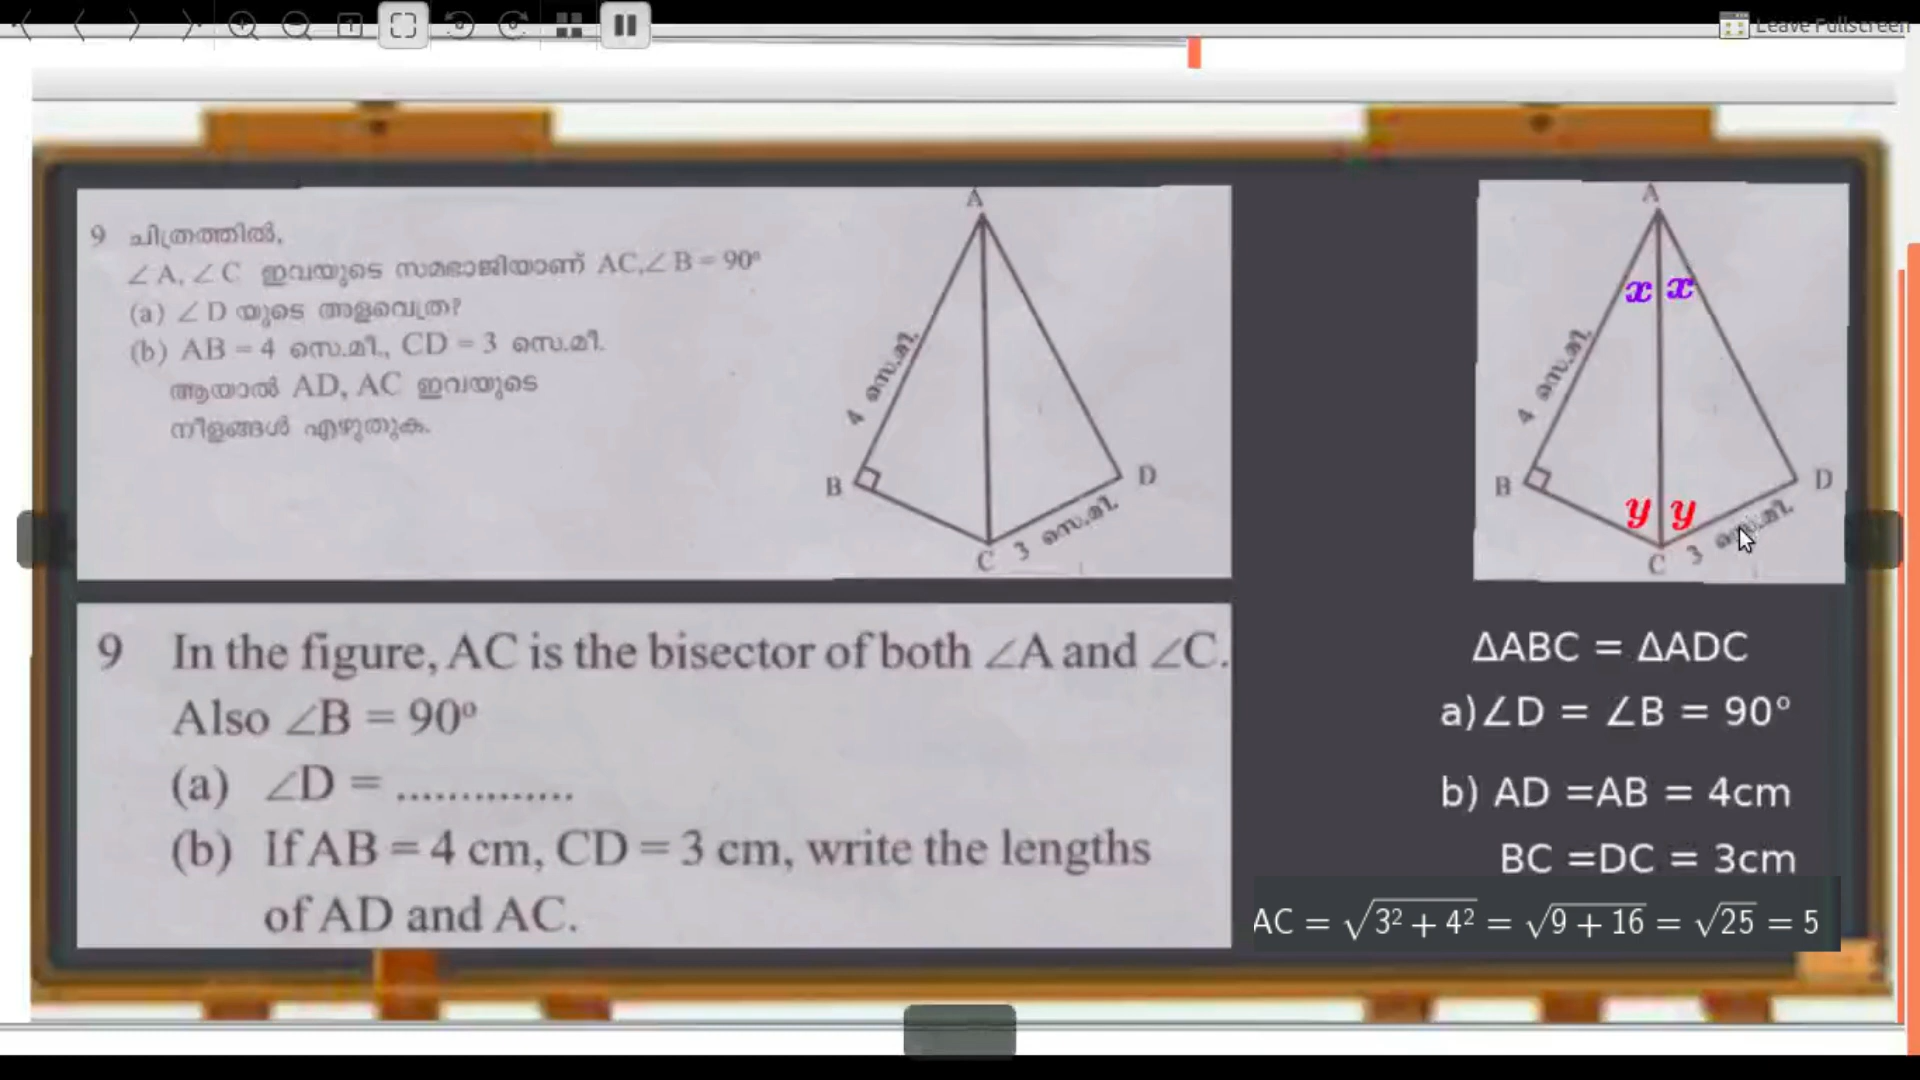 Leave Fullscreen
9 ചിത്രത്തിൽ,
∠A, ∠C ഇവയുടെ സമഭാജിയാണ് AC, ∠B = 90°
(a) ∠D യുടെ അളവെത്ര?
(b) AB = 4 സെ.മീ., CD = 3 സെ.മീ.
ആയാൽ AD, AC ഇവയുടെ
നീളങ്ങൾ എഴുതുക.
A
4 സെ.മീ.
B
D
C
3 സെ.മീ.
A
x x
4 സെ.മീ.
B
D
y y
C
3 സെ.മീ.
9 In the figure, AC is the bisector of both ∠A and ∠C.
Also ∠B = 90°
(a) ∠D = ..............
(b) If AB = 4 cm, CD = 3 cm, write the lengths
of AD and AC.
ΔABC = ΔADC
a)∠D = ∠B = 90°
b) AD =AB = 4cm
BC =DC = 3cm
AC = √3² + 4² = √9 + 16 = √25 = 5